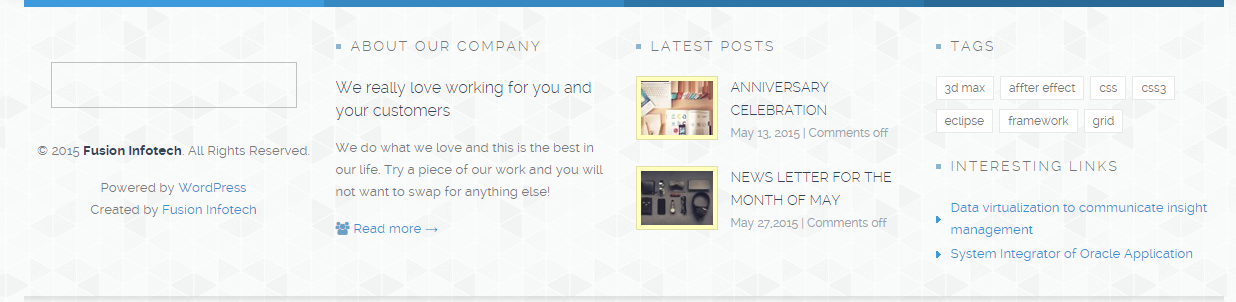 © 2015 Fusion Infotech. All Rights Reserved.
Powered by WordPress
Created by Fusion Infotech
ABOUT OUR COMPANY
We really love working for you and
your customers
We do what we love and this is the best in
our life. Try a piece of our work and you will
not want to swap for anything else!
Read more →
LATEST POSTS
ANNIVERSARY
CELEBRATION
May 13, 2015 | Comments off
NEWS LETTER FOR THE
MONTH OF MAY
May 27,2015 | Comments off
TAGS
3d max affter effect css css3
eclipse framework grid
INTERESTING LINKS
Data virtualization to communicate insight
management
System Integrator of Oracle Application